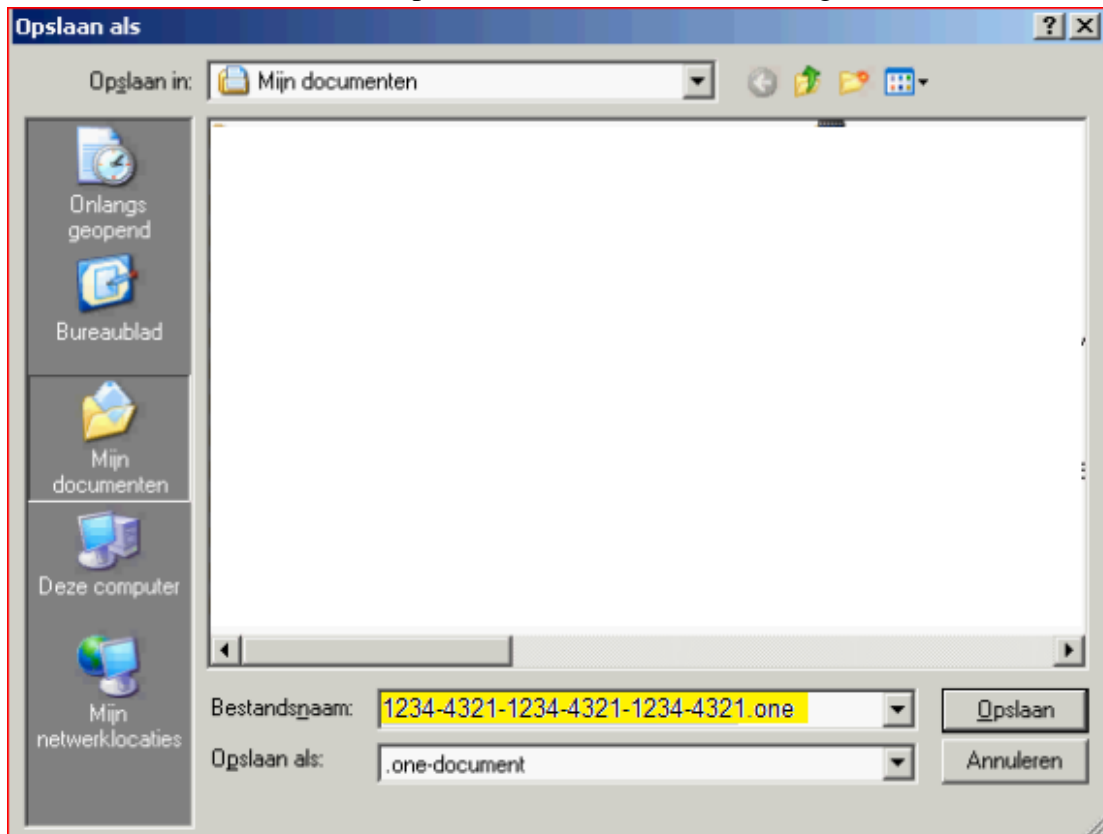 Opslaan als
Opslaan in: Mijn documenten
Onlangs
geopend
Bureaublad
Mijn
documenten
Deze computer
Mijn
netwerklocaties
Bestandsnaam: 1234-4321-1234-4321-1234-4321.one Opslaan
Opslaan als: .one-document Annuleren